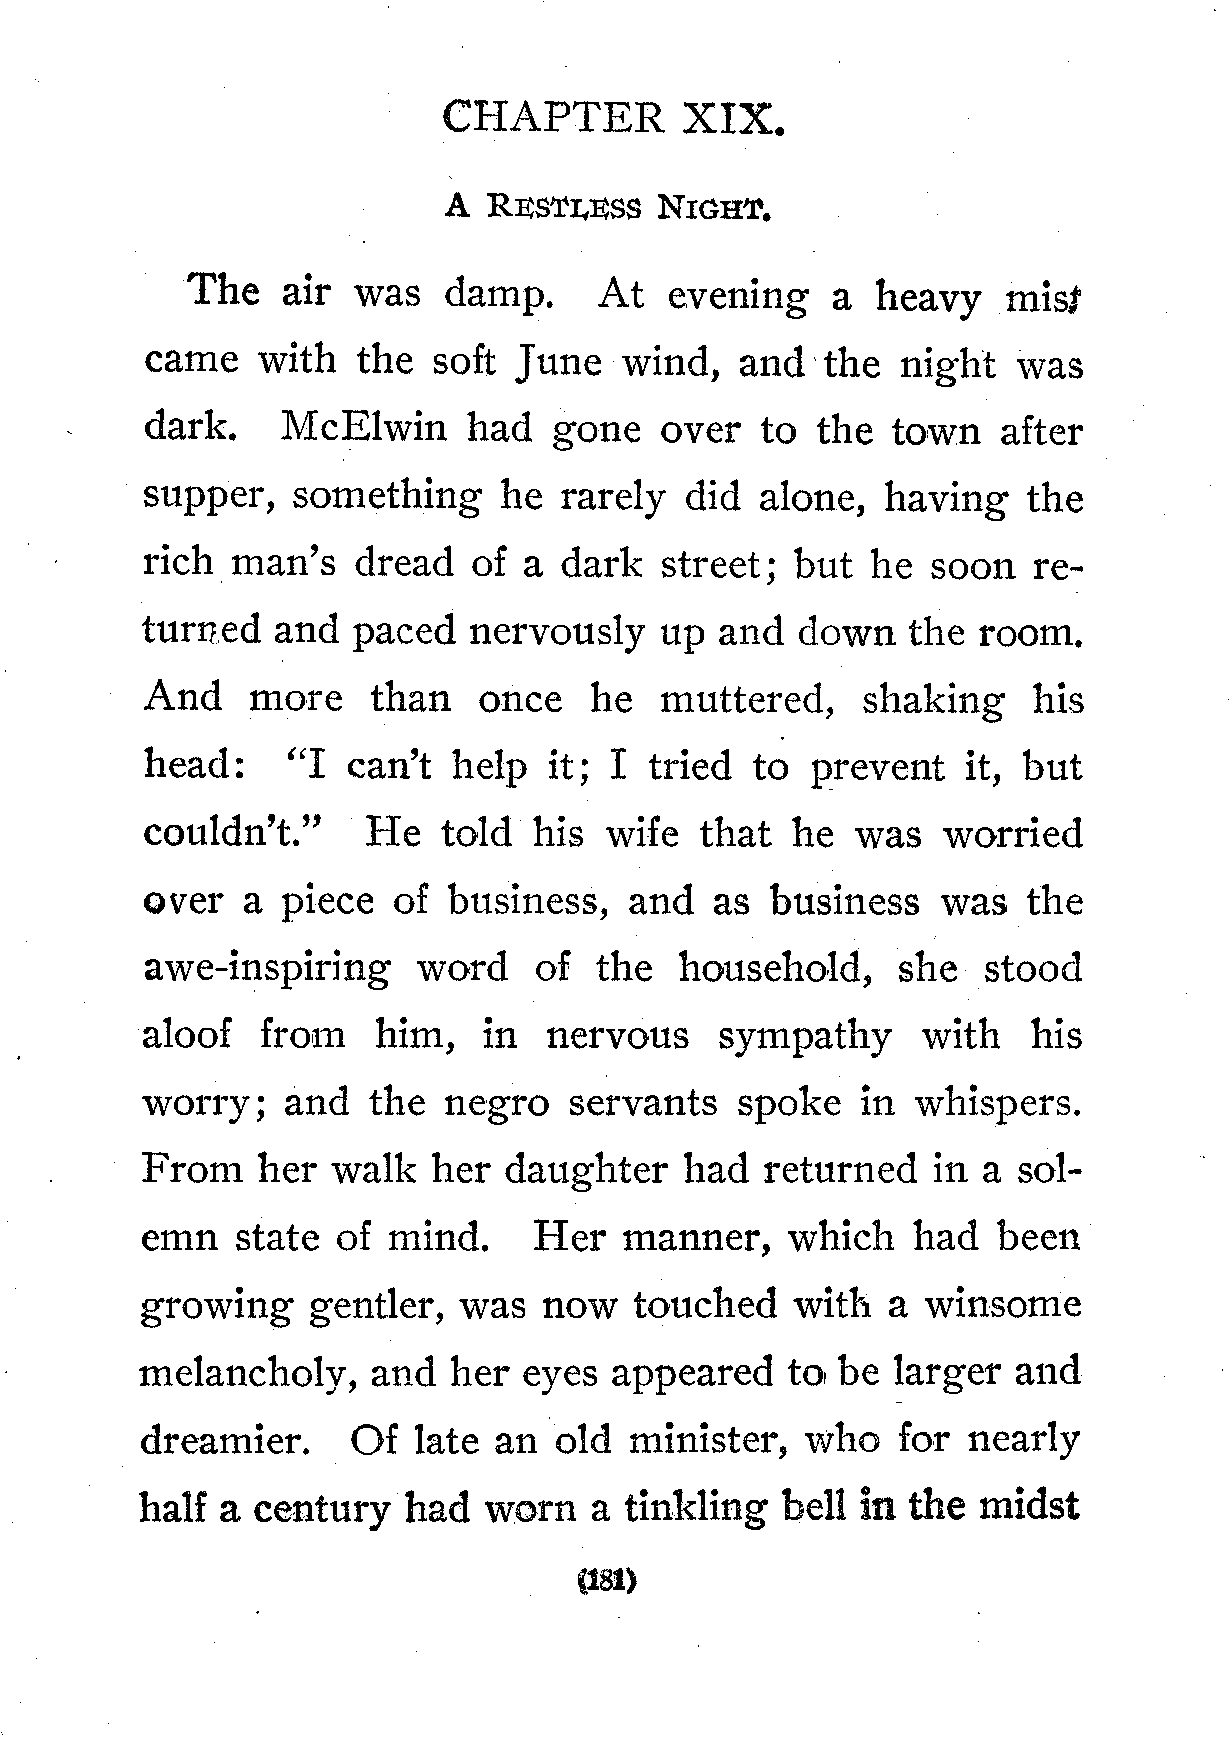 CHAPTER XIX.
A RESTLESS NIGHT.
The air was damp. At evening a heavy mist
came with the soft June wind, and the night was
dark. McElwin had gone over to the town after
supper, something he rarely did alone, having the
rich man's dread of a dark street; but he soon re-
turned and paced nervously up and down the room.
And more than once he muttered, shaking his
head: "I can't help it; I tried to prevent it, but
couldn't." He told his wife that he was worried
over a piece of business, and as business was the
awe-inspiring word of the household, she stood
aloof from him, in nervous sympathy with his
worry; and the negro servants spoke in whispers.
From her walk her daughter had returned in a sol-
emn state of mind. Her manner, which had been
growing gentler, was now touched with a winsome
melancholy, and her eyes appeared to be larger and
dreamier. Of late an old minister, who for nearly
half a century had worn a tinkling bell in the midst
(181)